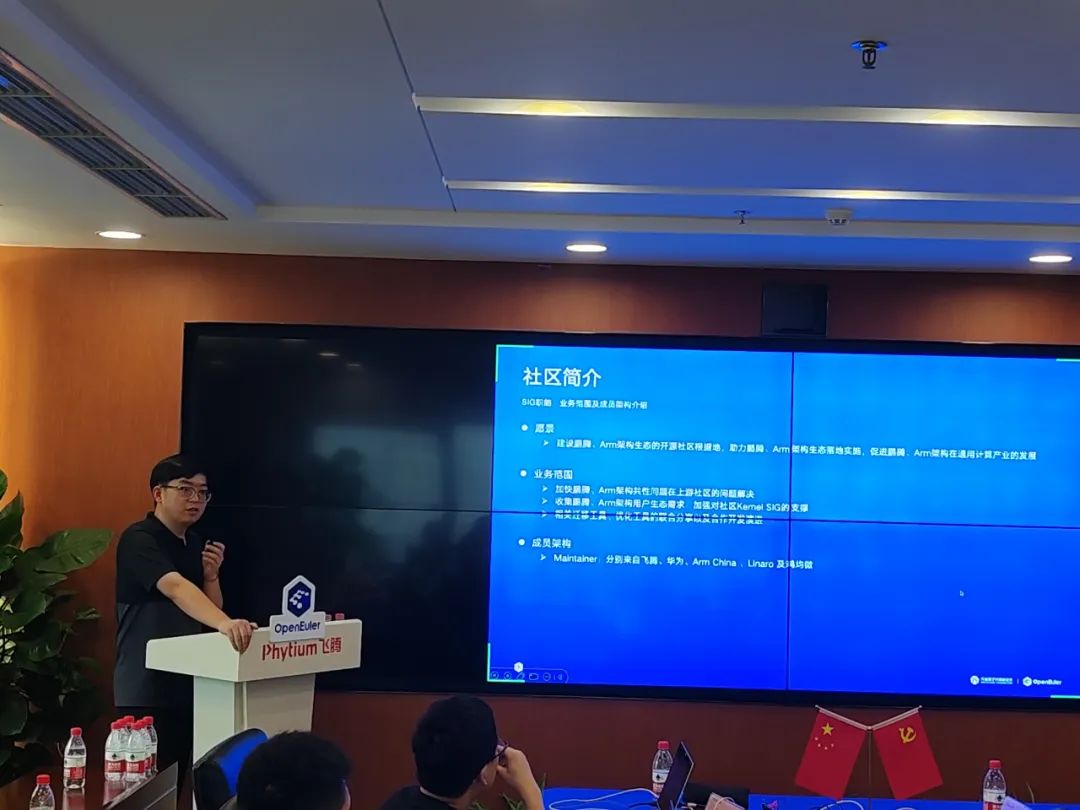 社区简介
SIG职能 业务范围及成员架构介绍
愿景
建设鲲鹏、Arm架构生态的开源社区根据地，助力鲲鹏、Arm架构生态落地实施，促进鲲鹏、Arm架构在通用计算产业的发展
业务范围
加快鲲鹏、Arm架构共性问题在上游社区的问题解决
收集鲲鹏、Arm架构用户生态需求 加强对社区Kernel SIG的支撑
相关迁移工具、优化工具的联合分享以及合作开发演进
成员架构
Maintainer 分别来自飞腾、华为、Arm China 、Linaro 及鸿钧微
OpenEuler
OpenEuler
Phytium飞腾